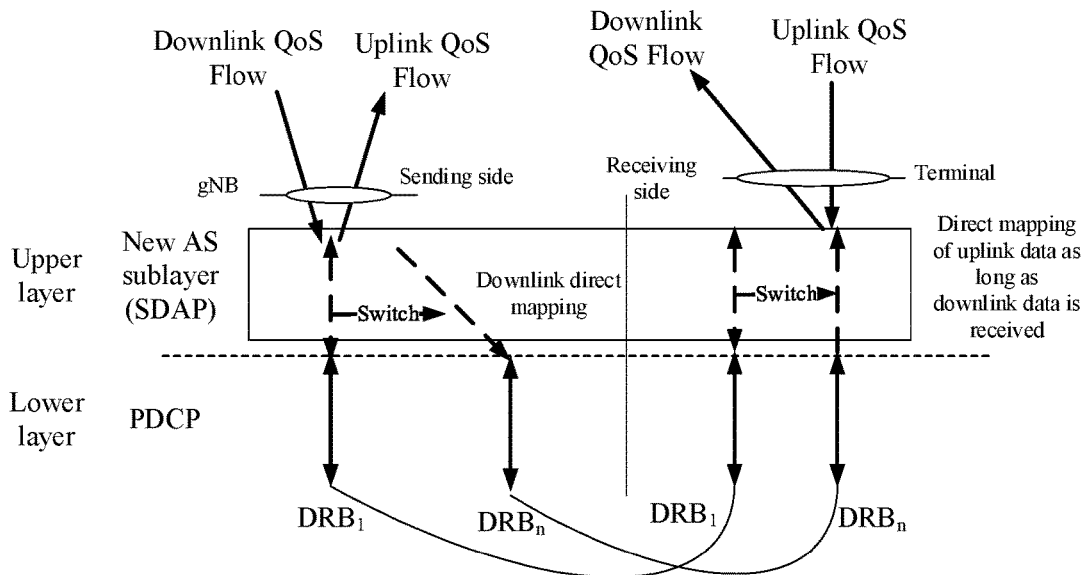 Downlink QoS
Flow
Uplink QoS
Flow
Downlink
QoS Flow
Uplink QoS
Flow
gNB
Sending side
Receiving
side
Terminal
Upper
layer
New AS
sublayer
(SDAP)
Switch
Downlink direct
mapping
Switch
Direct mapping
of uplink data as
long as
downlink data is
received
Lower
layer
PDCP
DRB₁
DRBₙ
DRB₁
DRBₙ